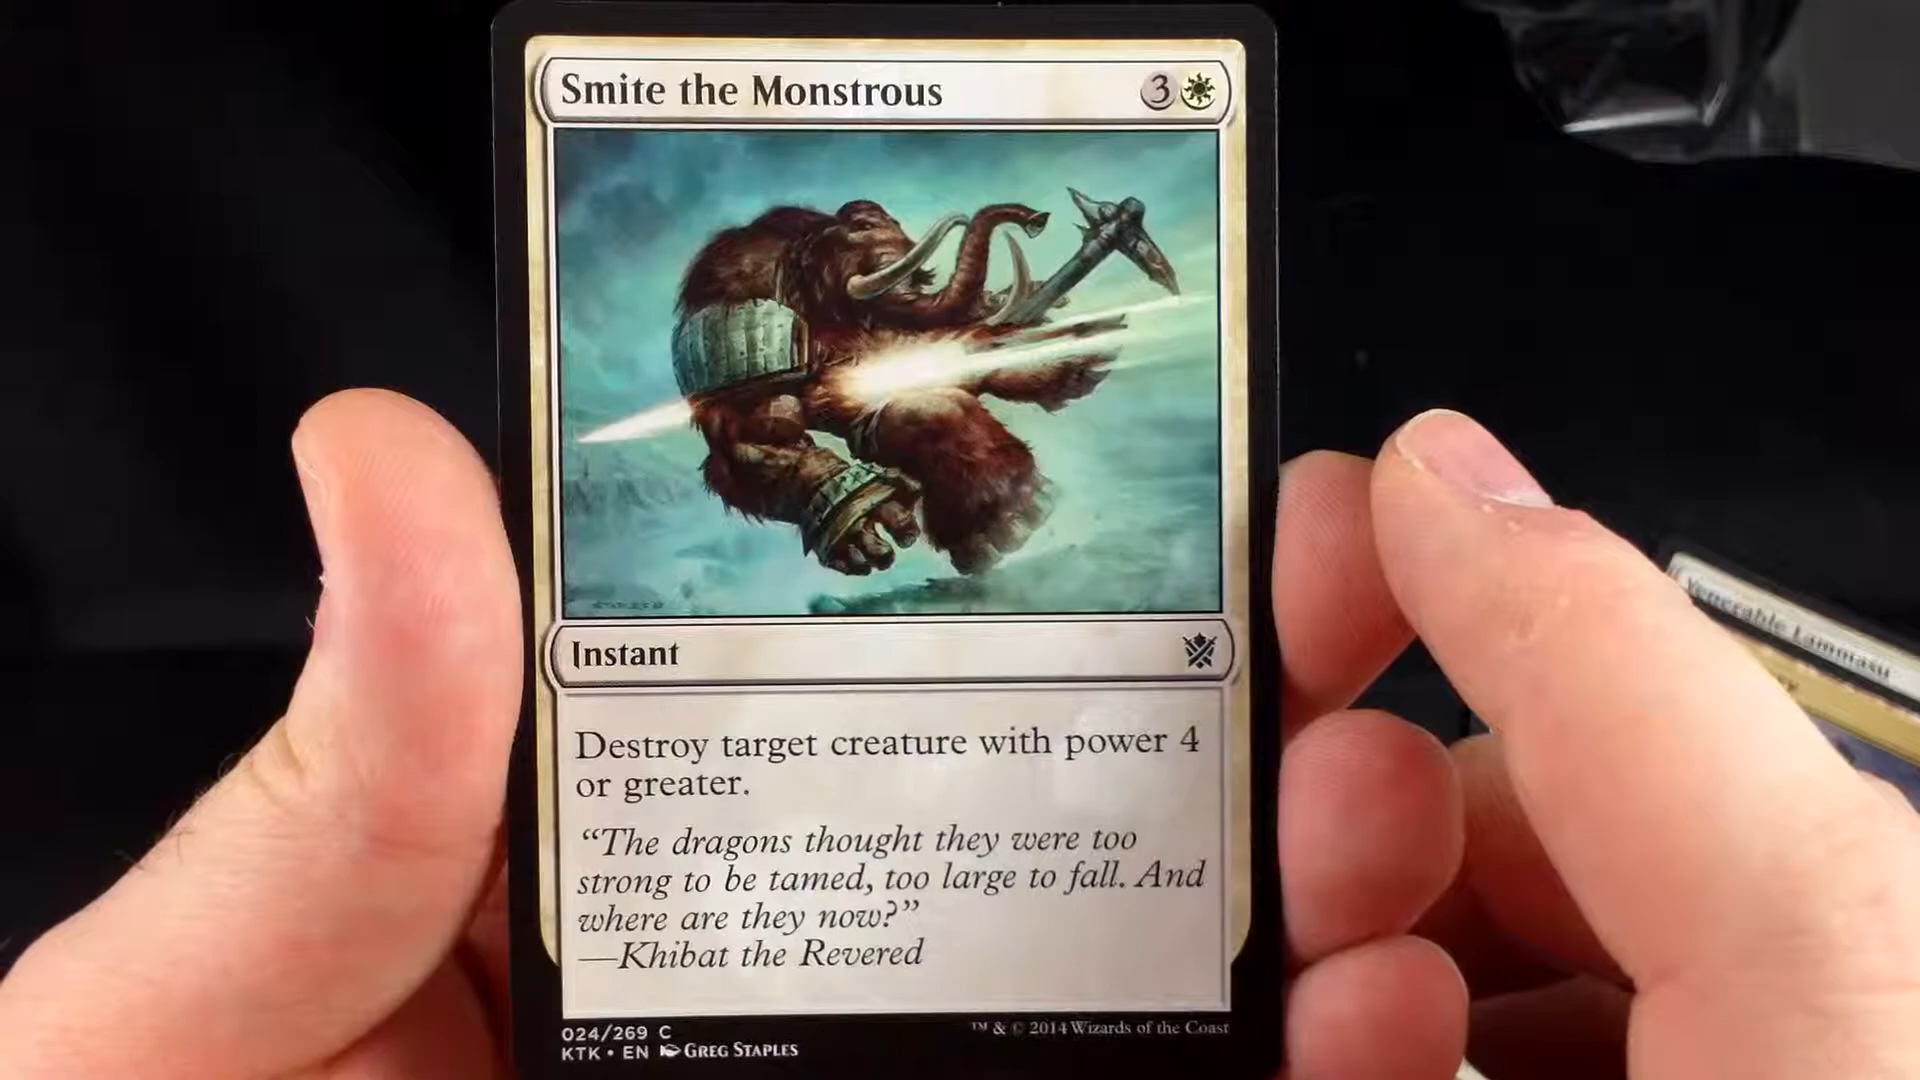 Smite the Monstrous
3
Instant
Destroy target creature with power 4
or greater.
“The dragons thought they were too
strong to be tamed, too large to fall. And
where are they now?”
—Khibat the Revered
024/269 C
KTK • EN Greg Staples
™ & © 2014 Wizards of the Coast
Venerable Lammasu